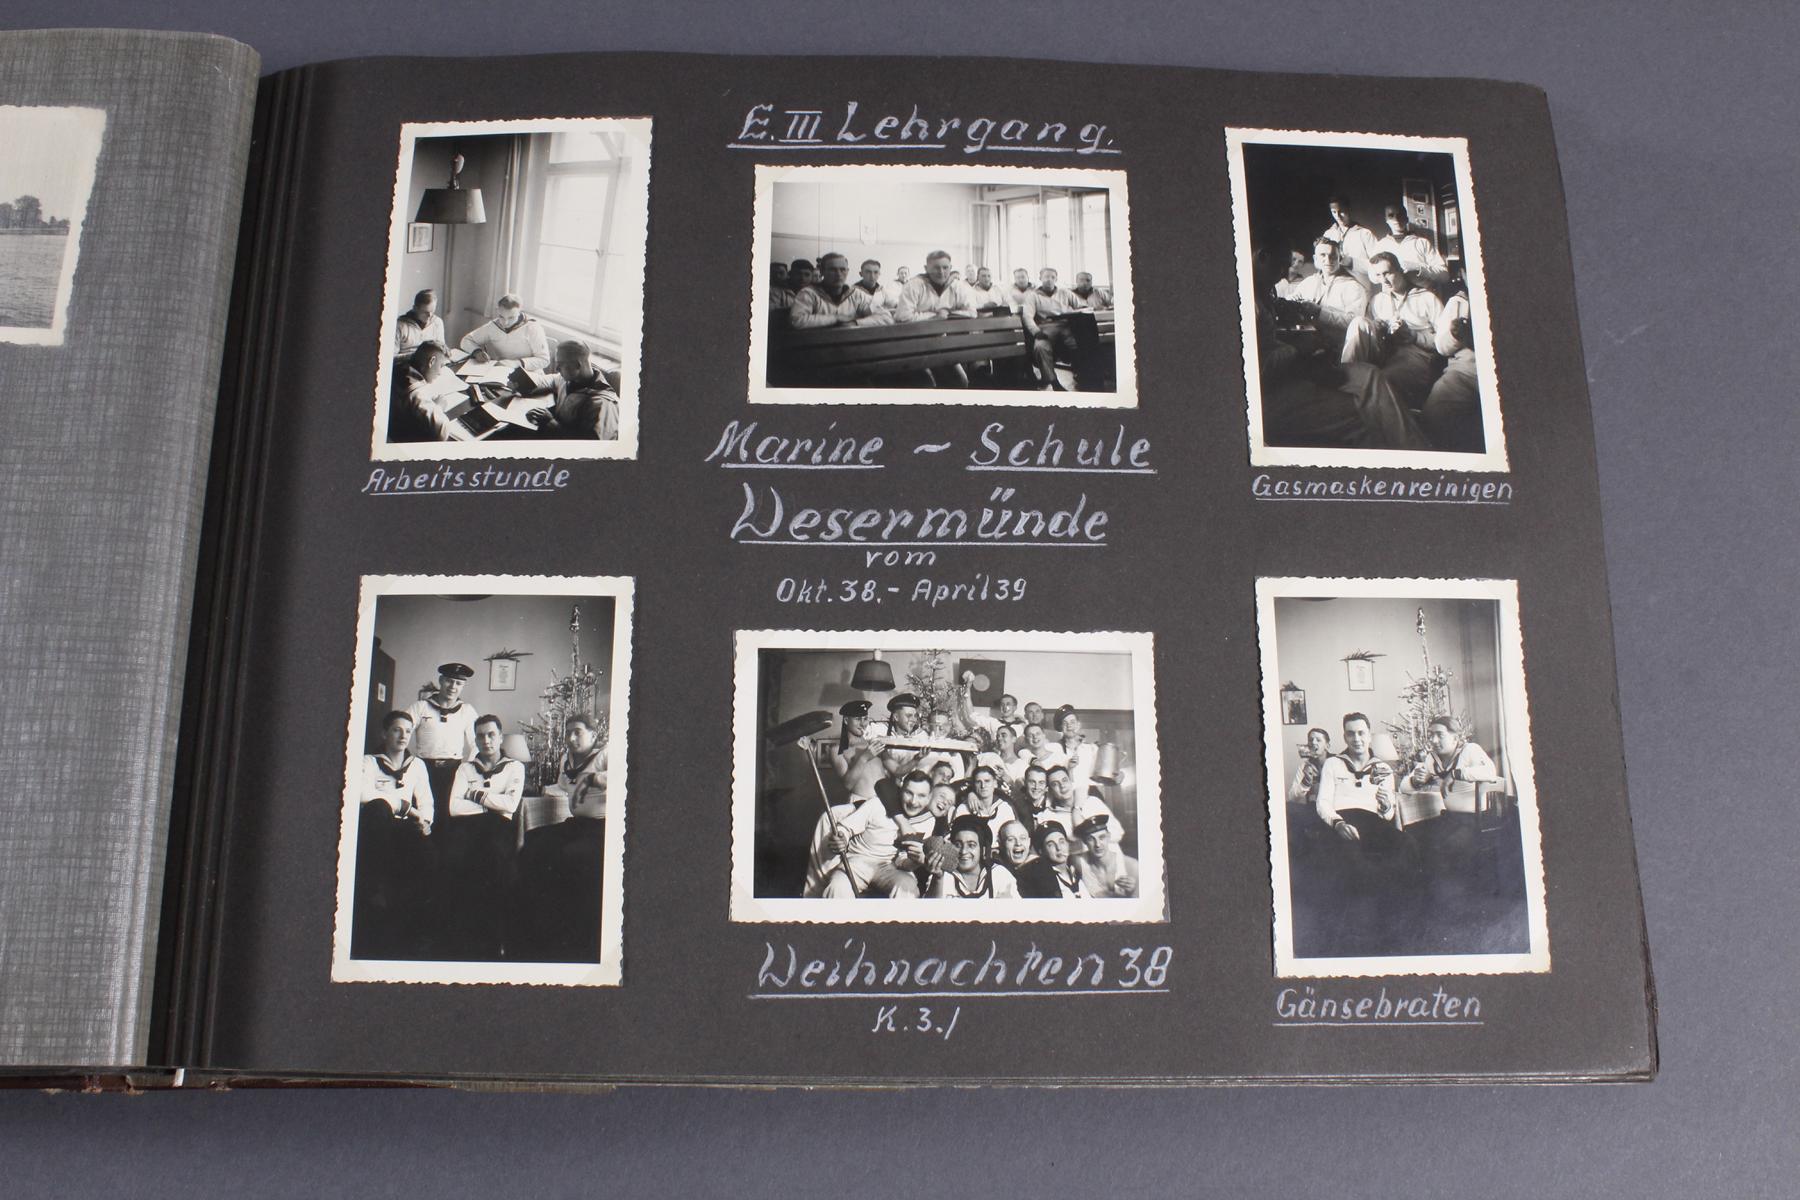 E. III Lehrgang.
Arbeitsstunde
Marine ~ Schule
Wesermünde
vom
Okt. 38. - April 39
Gasmaskenreinigen
Weihnachten 38
K. 3. /
Gänsebraten